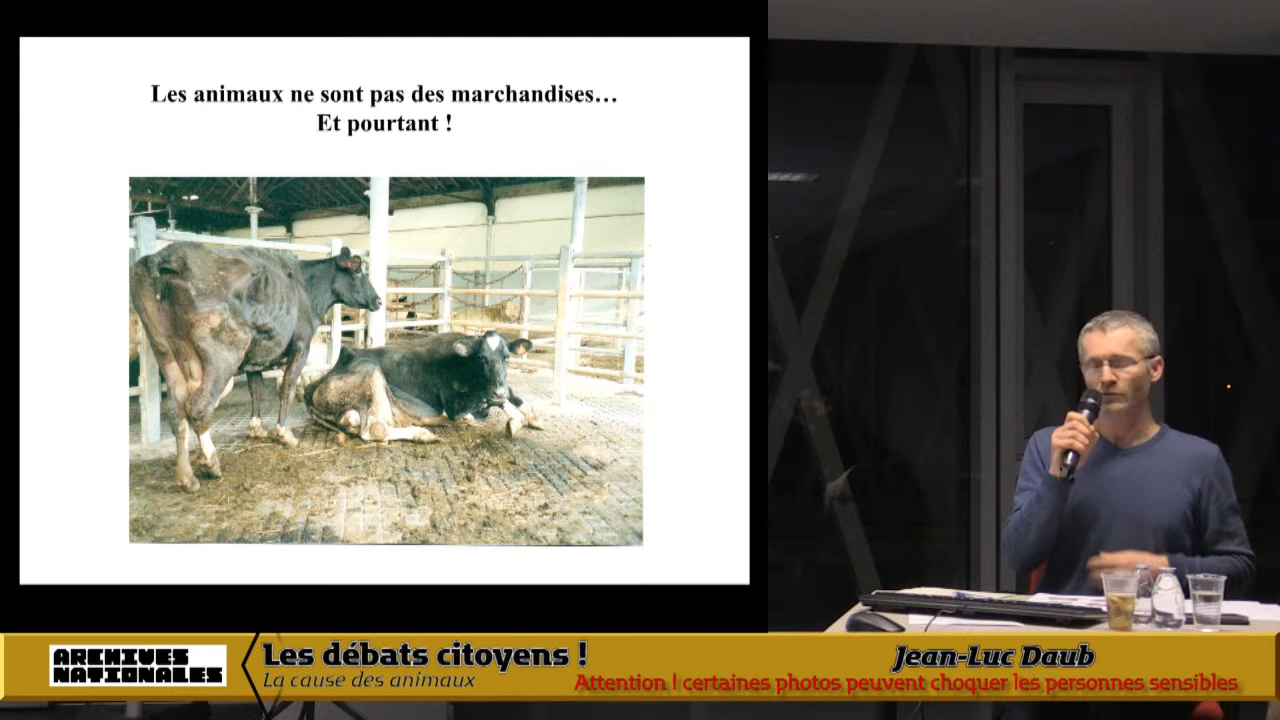 Les animaux ne sont pas des marchandises…
Et pourtant !
ARCHIVES
NATIONALES
Les débats citoyens !
La cause des animaux
Jean-Luc Daub
Attention ! certaines photos peuvent choquer les personnes sensibles